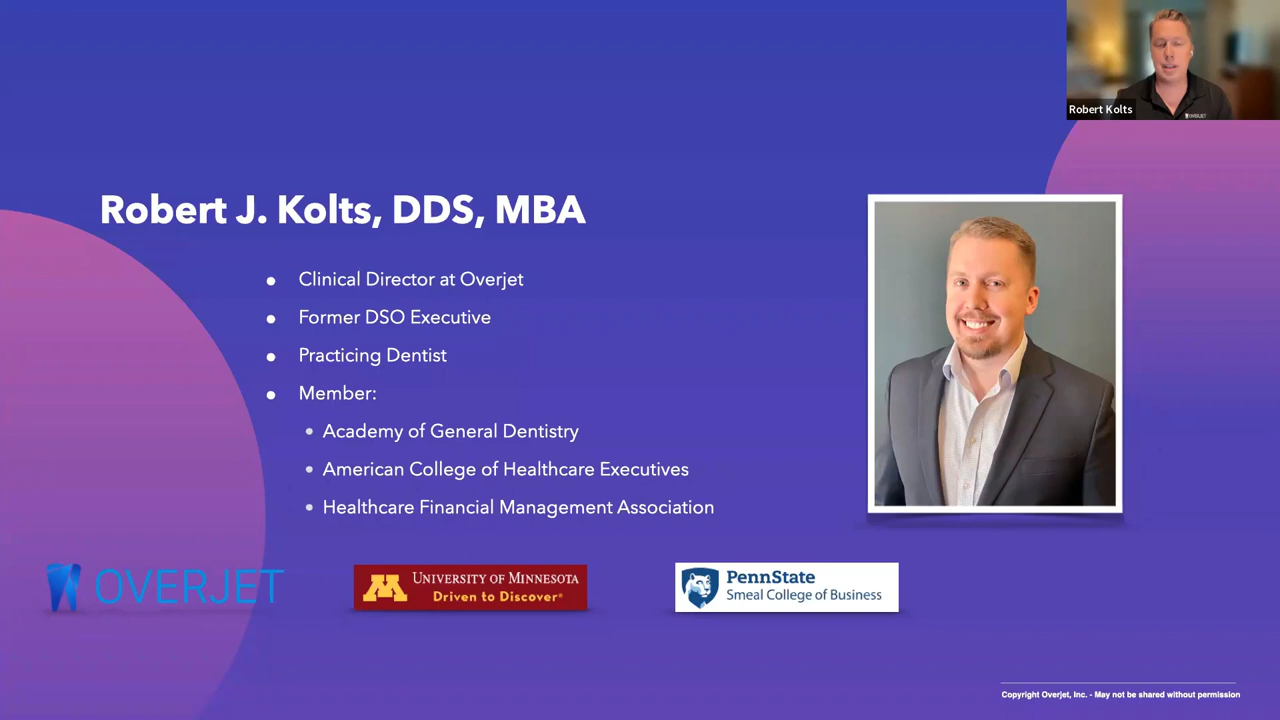 Robert Kolts
OVERJET
Robert J. Kolts, DDS, MBA
Clinical Director at Overjet
Former DSO Executive
Practicing Dentist
Member:
Academy of General Dentistry
American College of Healthcare Executives
Healthcare Financial Management Association
OVERJET
M
UNIVERSITY OF MINNESOTA
Driven to Discover®
PennState
Smeal College of Business
Copyright Overjet, Inc. - May not be shared without permission